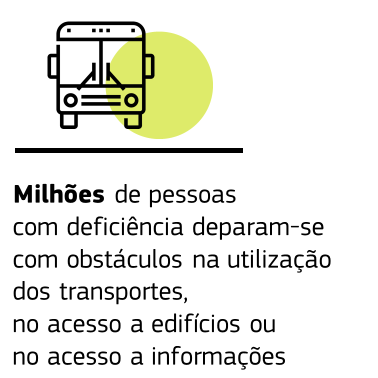 Milhões de pessoas
com deficiência deparam-se
com obstáculos na utilização
dos transportes,
no acesso a edifícios ou
no acesso a informações